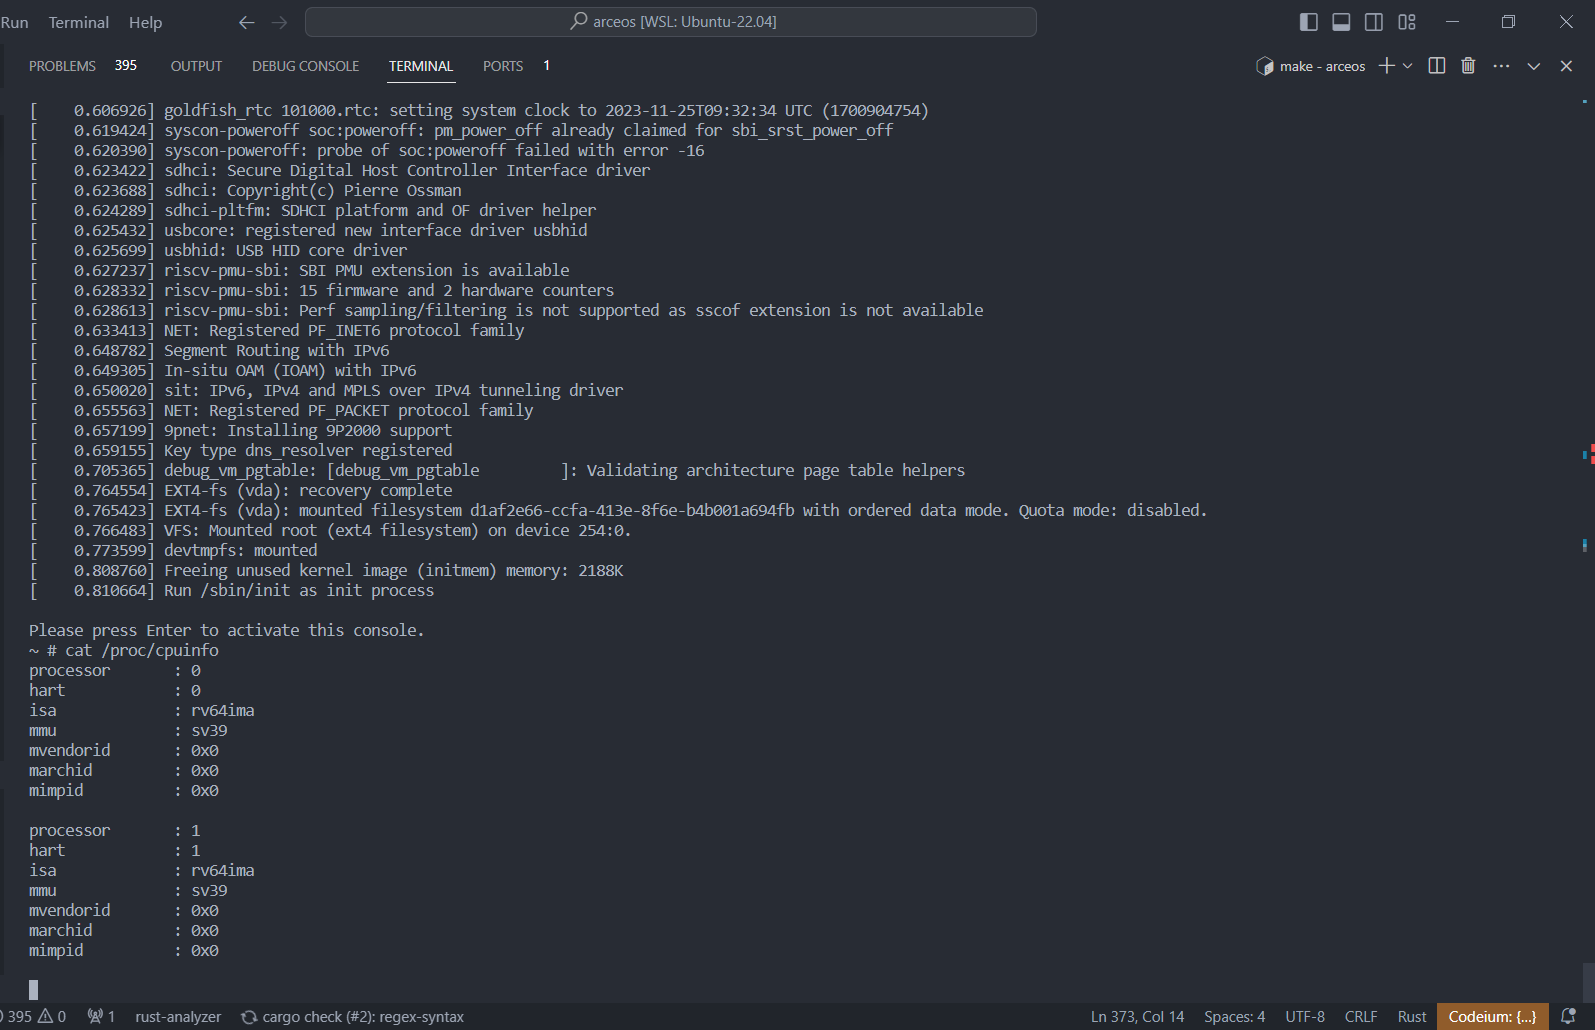 Run Terminal Help
arceos [WSL: Ubuntu-22.04]
PROBLEMS 395 OUTPUT DEBUG CONSOLE TERMINAL PORTS 1
make - arceos
[    0.606926] goldfish_rtc 101000.rtc: setting system clock to 2023-11-25T09:32:34 UTC (1700904754)
[    0.619424] syscon-poweroff soc:poweroff: pm_power_off already claimed for sbi_srst_power_off
[    0.620390] syscon-poweroff: probe of soc:poweroff failed with error -16
[    0.623422] sdhci: Secure Digital Host Controller Interface driver
[    0.623688] sdhci: Copyright(c) Pierre Ossman
[    0.624289] sdhci-pltfm: SDHCI platform and OF driver helper
[    0.625432] usbcore: registered new interface driver usbhid
[    0.625699] usbhid: USB HID core driver
[    0.627237] riscv-pmu-sbi: SBI PMU extension is available
[    0.628332] riscv-pmu-sbi: 15 firmware and 2 hardware counters
[    0.628613] riscv-pmu-sbi: Perf sampling/filtering is not supported as sscof extension is not available
[    0.633413] NET: Registered PF_INET6 protocol family
[    0.648782] Segment Routing with IPv6
[    0.649305] In-situ OAM (IOAM) with IPv6
[    0.650020] sit: IPv6, IPv4 and MPLS over IPv4 tunneling driver
[    0.655563] NET: Registered PF_PACKET protocol family
[    0.657199] 9pnet: Installing 9P2000 support
[    0.659155] Key type dns_resolver registered
[    0.705365] debug_vm_pgtable: [debug_vm_pgtable         ]: Validating architecture page table helpers
[    0.764554] EXT4-fs (vda): recovery complete
[    0.765423] EXT4-fs (vda): mounted filesystem d1af2e66-ccfa-413e-8f6e-b4b001a694fb with ordered data mode. Quota mode: disabled.
[    0.766483] VFS: Mounted root (ext4 filesystem) on device 254:0.
[    0.773599] devtmpfs: mounted
[    0.808760] Freeing unused kernel image (initmem) memory: 2188K
[    0.810664] Run /sbin/init as init process
Please press Enter to activate this console.
~ # cat /proc/cpuinfo
processor       : 0
hart            : 0
isa             : rv64ima
mmu             : sv39
mvendorid       : 0x0
marchid         : 0x0
mimpid          : 0x0
processor       : 1
hart            : 1
isa             : rv64ima
mmu             : sv39
mvendorid       : 0x0
marchid         : 0x0
mimpid          : 0x0
395 0 1 rust-analyzer cargo check (#2): regex-syntax Ln 373, Col 14 Spaces: 4 UTF-8 CRLF Rust Codeium: {...}